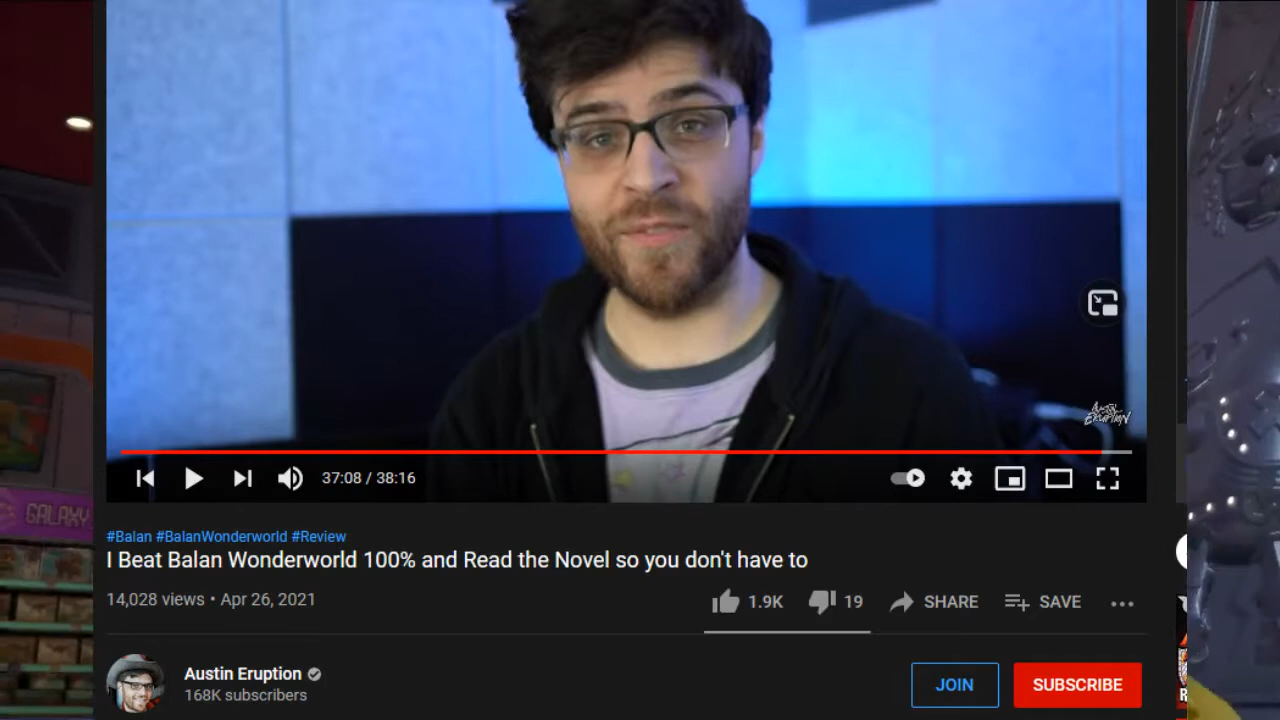 AUSTIN
ERUPTION
37:08 / 38:16
GALAXY
#Balan #BalanWonderworld #Review
I Beat Balan Wonderworld 100% and Read the Novel so you don't have to
14,028 views • Apr 26, 2021
1.9K
19
SHARE
SAVE
Austin Eruption
168K subscribers
JOIN
SUBSCRIBE
R